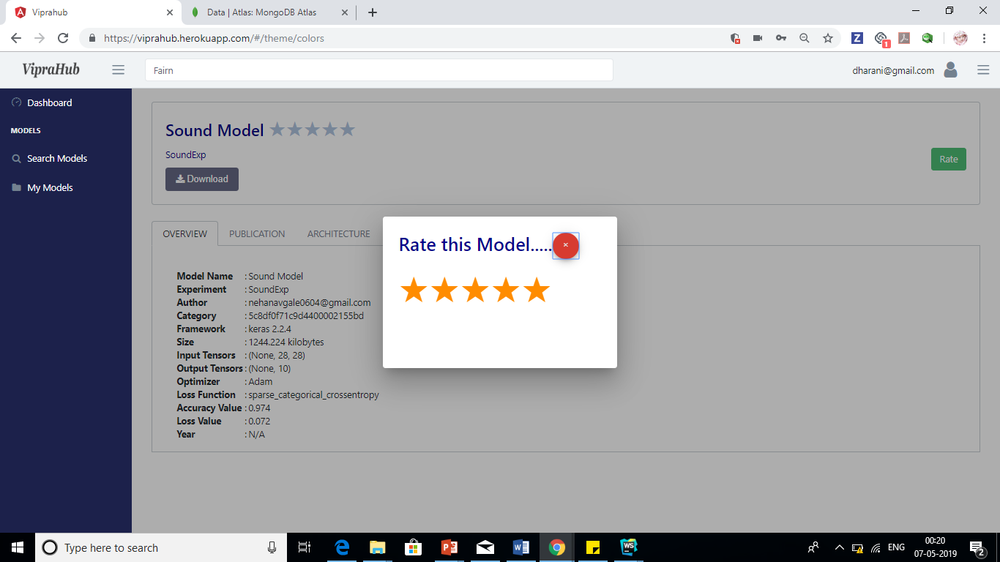 Viprahub
Data | Atlas: MongoDB Atlas
https://viprahub.herokuapp.com/#/theme/colors
Z
1
VipraHub
Fairn
dharani@gmail.com
Dashboard
MODELS
Search Models
My Models
Sound Model
SoundExp
Download
Rate
OVERVIEW PUBLICATION ARCHITECTURE
Rate this Model.....×
Model Name : Sound Model
Experiment : SoundExp
Author : nehanavgale0604@gmail.com
Category : 5c8df0f71c9d4400002155bd
Framework : keras 2.2.4
Size : 1244.224 kilobytes
Input Tensors : (None, 28, 28)
Output Tensors : (None, 10)
Optimizer : Adam
Loss Function : sparse_categorical_crossentropy
Accuracy Value : 0.974
Loss Value : 0.072
Year : N/A
Type here to search
WS
ENG
00:20
07-05-2019
2